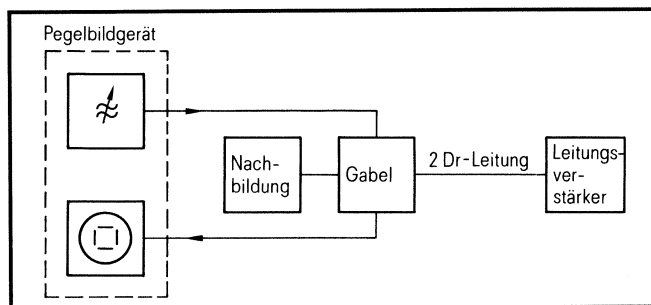 Pegelbildgerät
Nach-
bildung
Gabel
2 Dr-Leitung
Leitungs-
ver-
stärker